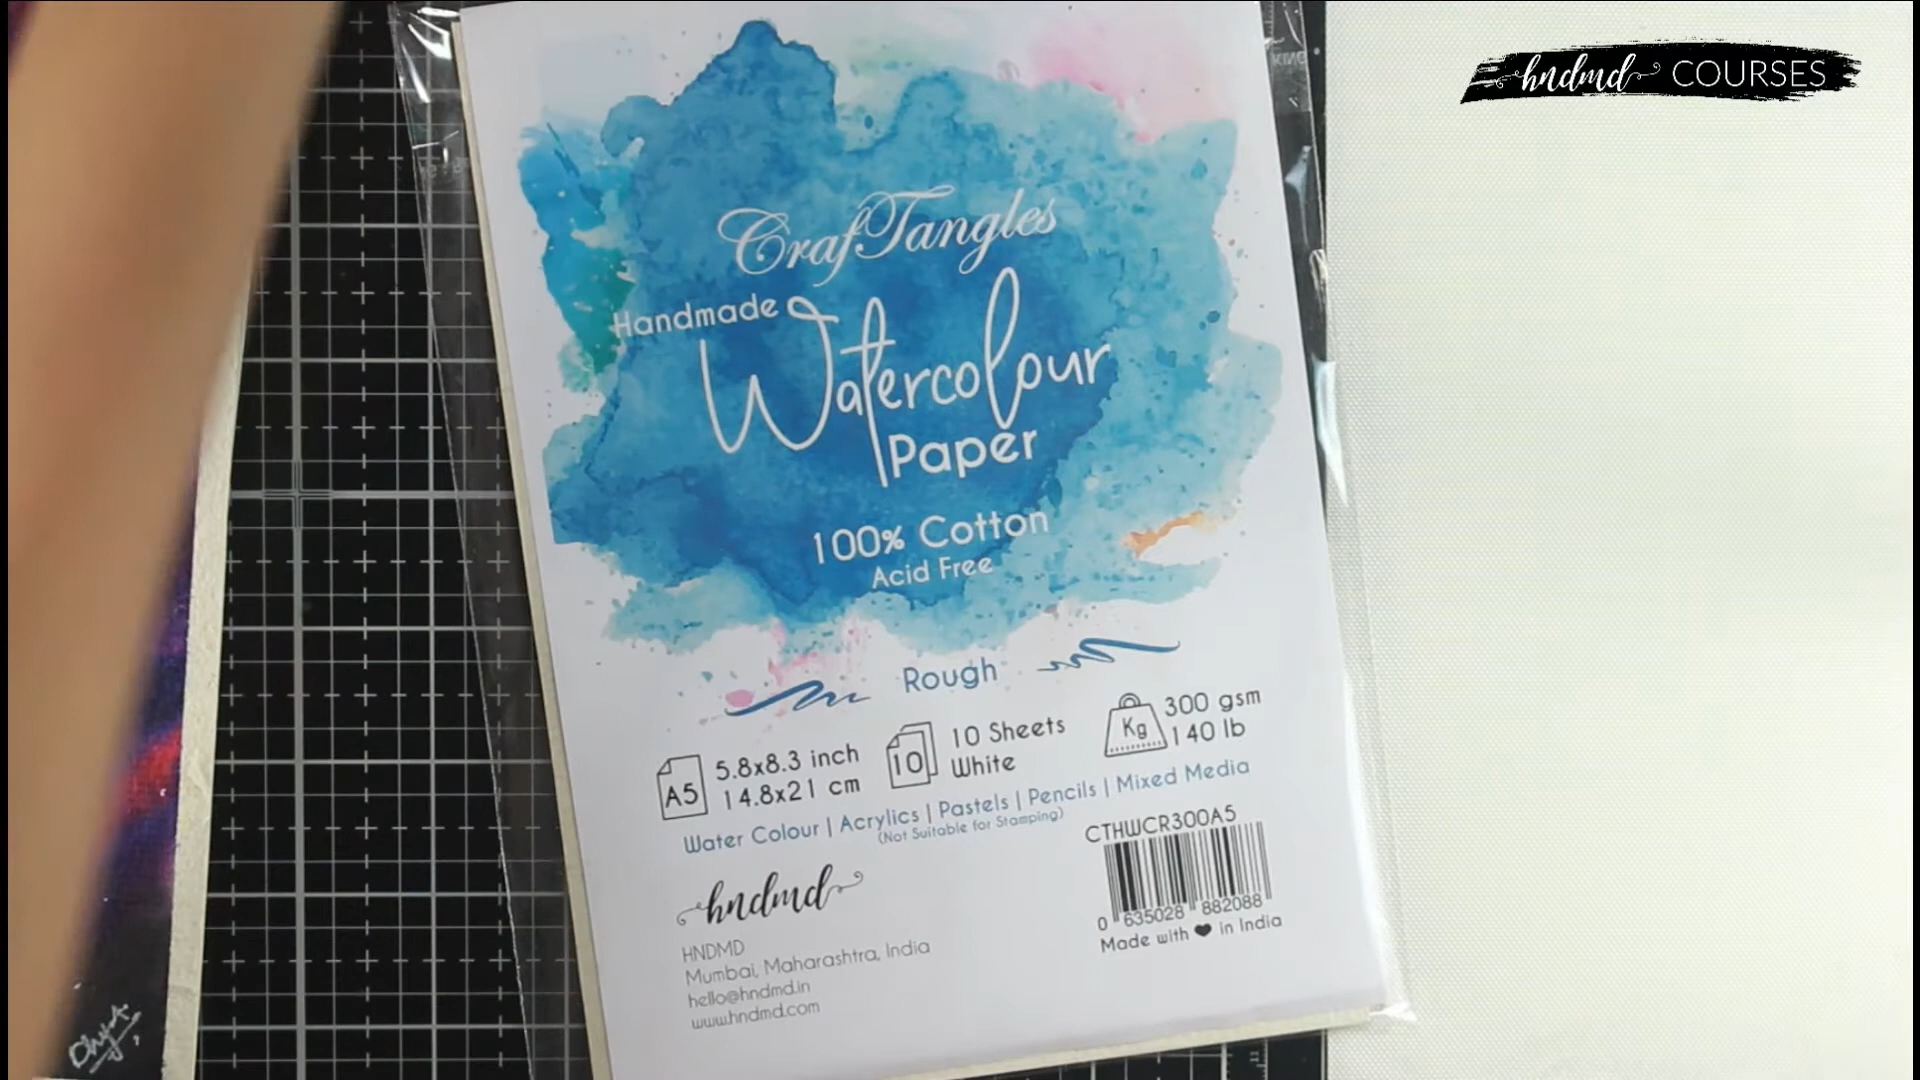 hndmd COURSES
CrafTangles
Handmade
Watercolour
Paper
100% Cotton
Acid Free
Rough
A5
5.8x8.3 inch
14.8x21 cm
10
10 Sheets
White
Kg
300 gsm
140 lb
Water Colour | Acrylics | Pastels | Pencils | Mixed Media
(Not Suitable for Stamping)
CTHWCR300A5
0 635028 882088
Made with ❤ in India
hndmd
HNDMD
Mumbai, Maharashtra, India
hello@hndmd.in
www.hndmd.com